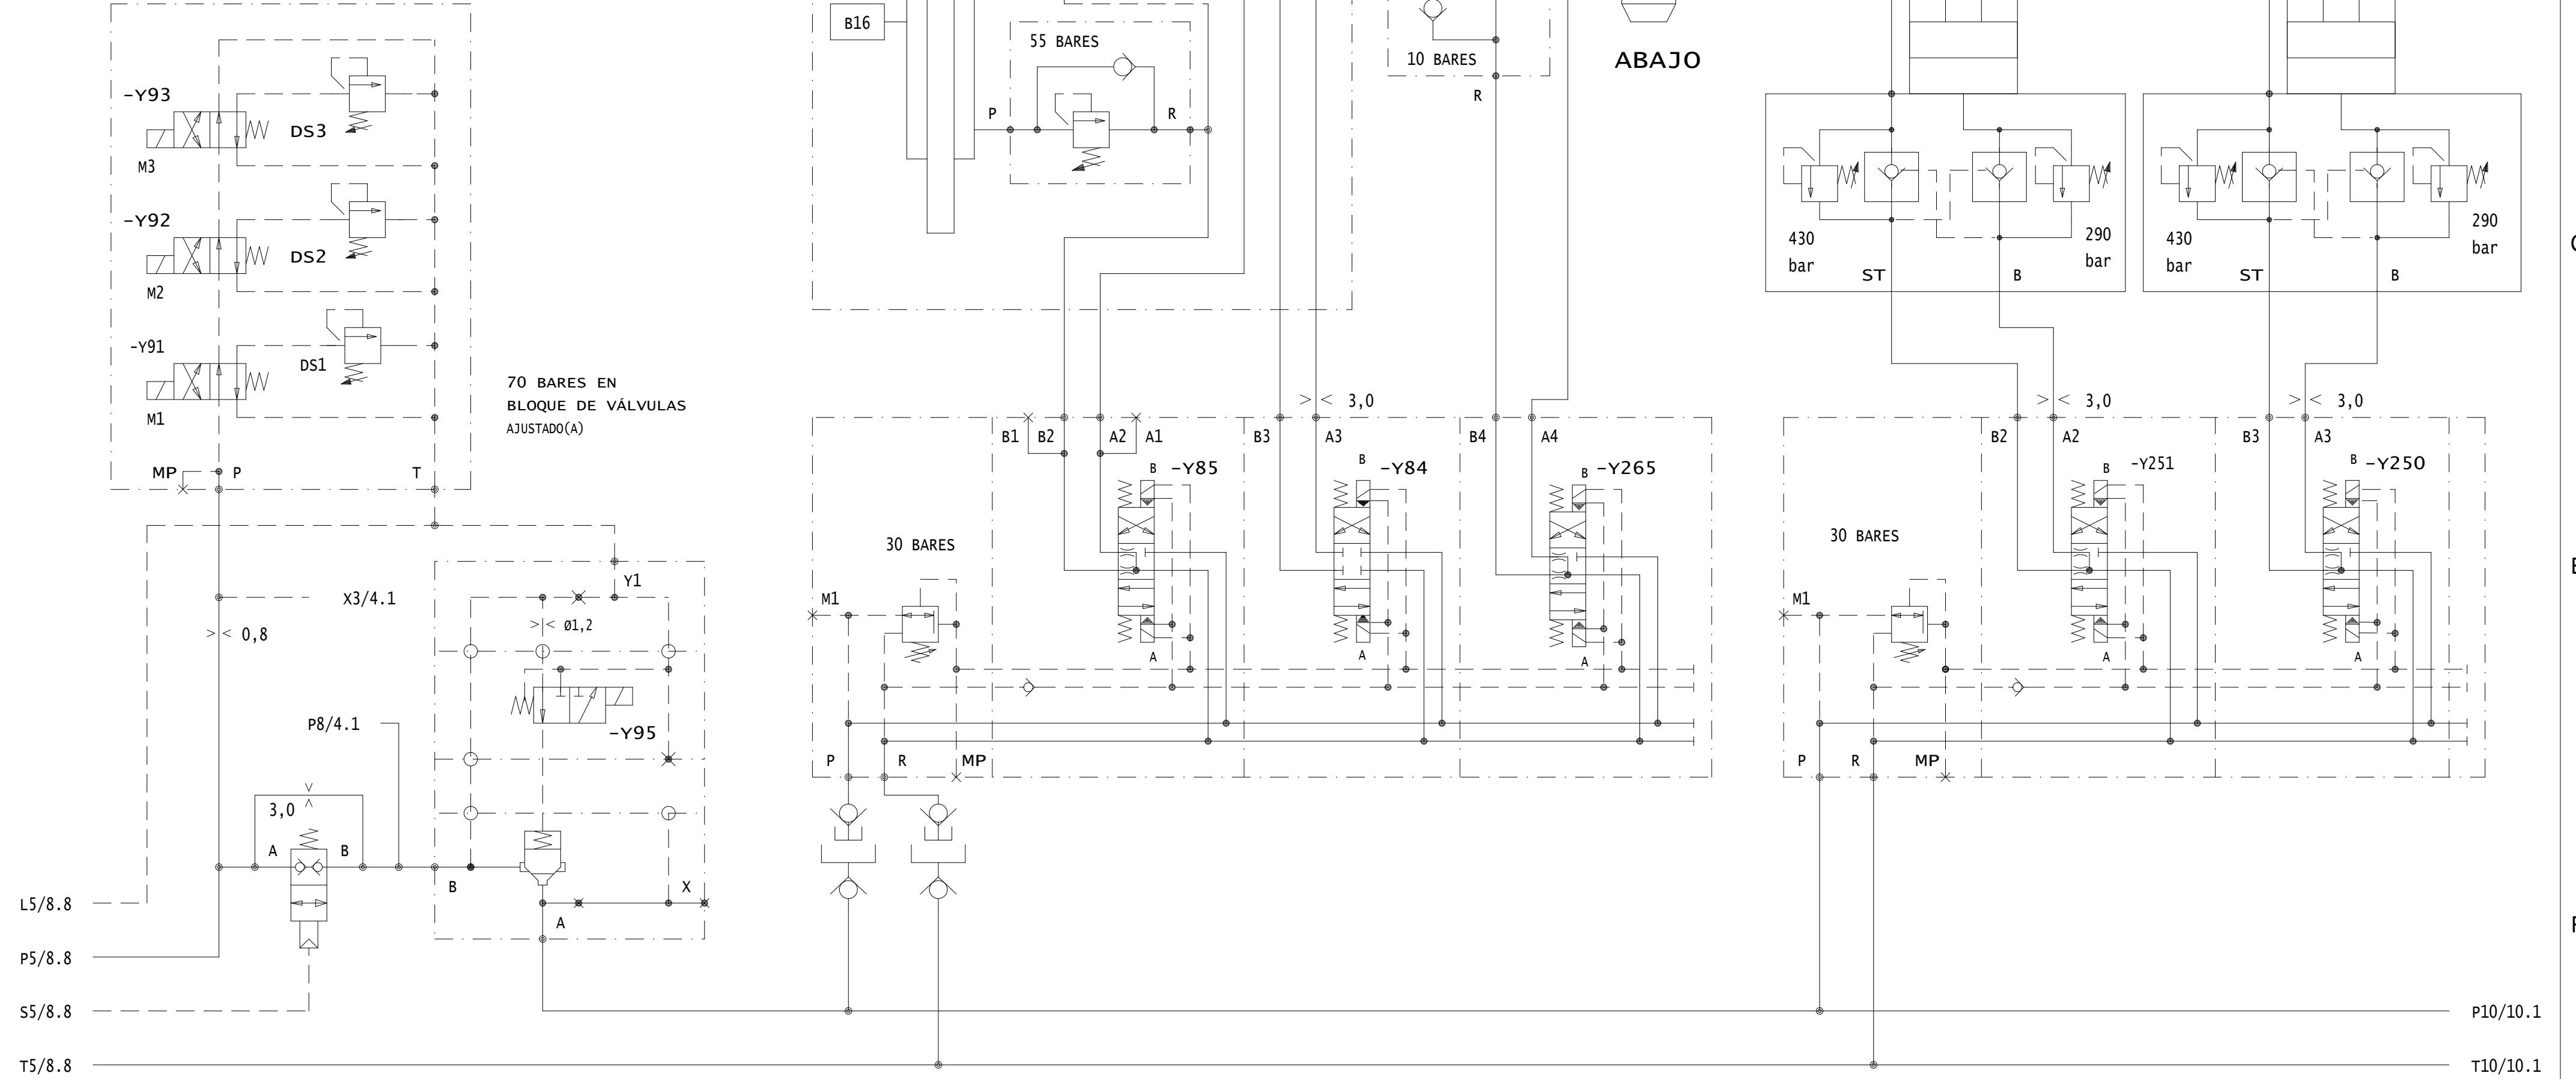 B16
55 BARES
P
R
10 BARES
R
ABAJO
-Y93
DS3
M3
-Y92
DS2
M2
-Y91
DS1
M1
MP
P
T
70 BARES EN
BLOQUE DE VÁLVULAS
AJUSTADO(A)
430
bar
290
bar
ST
B
430
bar
290
bar
ST
B
> < 3,0
> < 3,0
> < 3,0
B1
B2
A2
A1
B3
A3
B4
A4
B2
A2
B3
A3
B
-Y85
B
-Y84
B
-Y265
B
-Y251
B
-Y250
30 BARES
30 BARES
M1
M1
A
A
A
A
A
P
R
MP
P
R
MP
Y1
X3/4.1
> < 0,8
> < ø1,2
-Y95
P8/4.1
3,0
A
B
B
X
A
L5/8.8
P5/8.8
S5/8.8
T5/8.8
P10/10.1
T10/10.1